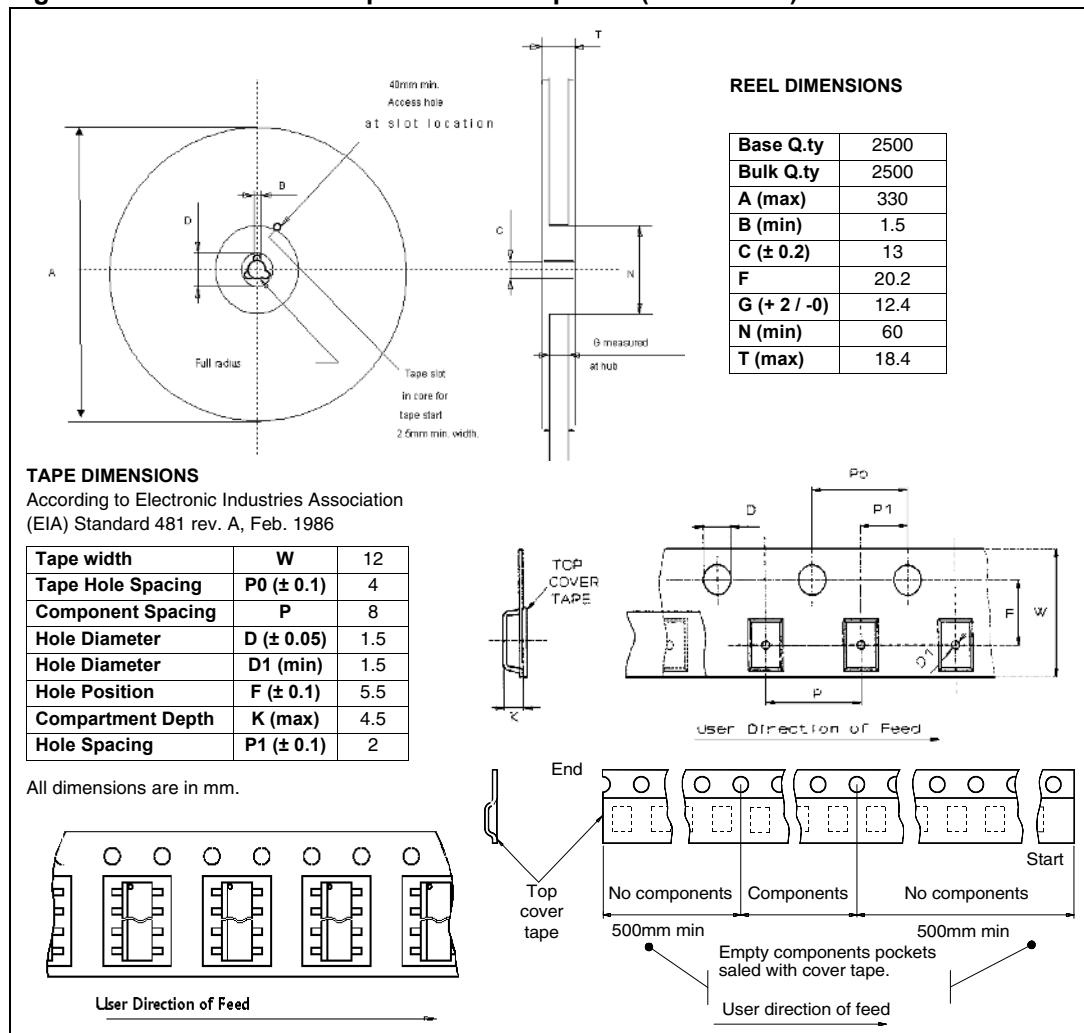 T
40mm min.
Access hole
at slot location
B
D
C
A
N
Full radius
Tape slot
in core for
tape start
2.5mm min. width.
G measured
at hub
REEL DIMENSIONS
Base Q.ty 2500
Bulk Q.ty 2500
A (max) 330
B (min) 1.5
C (± 0.2) 13
F 20.2
G (+ 2 / -0) 12.4
N (min) 60
T (max) 18.4
TAPE DIMENSIONS
According to Electronic Industries Association
(EIA) Standard 481 rev. A, Feb. 1986
Tape width W 12
Tape Hole Spacing P0 (± 0.1) 4
Component Spacing P 8
Hole Diameter D (± 0.05) 1.5
Hole Diameter D1 (min) 1.5
Hole Position F (± 0.1) 5.5
Compartment Depth K (max) 4.5
Hole Spacing P1 (± 0.1) 2
All dimensions are in mm.
Po
D
P1
TOP
COVER
TAPE
F
W
D1
K
P
User Direction of Feed
End
Start
Top
cover
tape
No components
Components
No components
500mm min
500mm min
Empty components pockets
saled with cover tape.
User direction of feed
User Direction of Feed